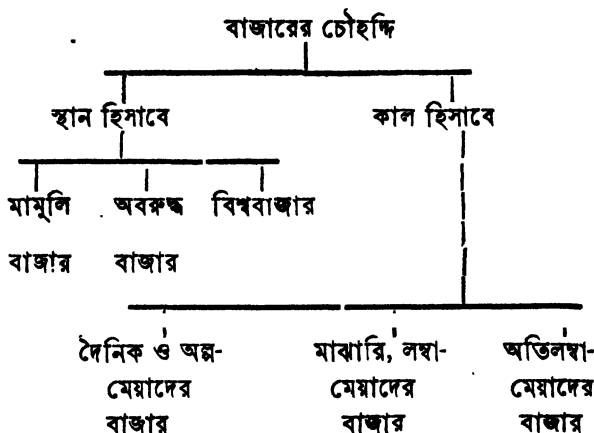 বাজারের চৌহদ্দি
স্থান হিসাবে কাল হিসাবে
মামুলি অবরুদ্ধ বিশ্ববাজার
বাজার বাজার
দৈনিক ও অল্প- মাঝারি, লম্বা- অতিলম্বা-
মেয়াদের মেয়াদের মেয়াদের
বাজার বাজার বাজার